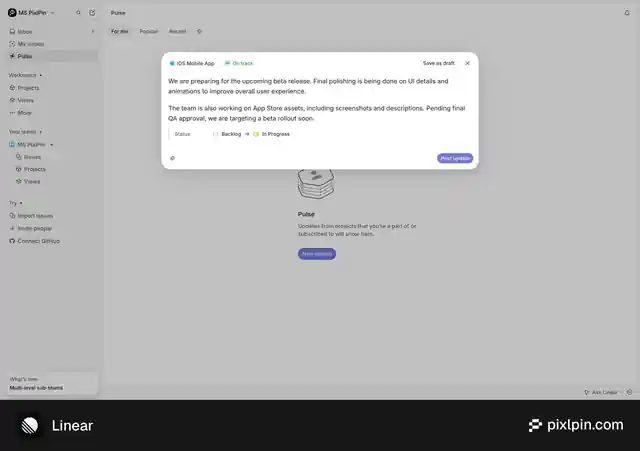 MS PixlPin
Inbox
My issues
Pulse
Workspace
Projects
Views
More
Your teams
MS PixlPin
Issues
Projects
Views
Try
Import issues
Invite people
Connect GitHub
What's new
Multi-level sub-teams
Pulse
For me
Popular
Recent
iOS Mobile App
On track
Save as draft
We are preparing for the upcoming beta release. Final polishing is being done on UI details and
animations to improve overall user experience.
The team is also working on App Store assets, including screenshots and descriptions. Pending final
QA approval, we are targeting a beta rollout soon.
Status
Backlog → In Progress
Post update
Pulse
Updates from projects that you're a part of or
subscribed to will show here.
New update
Ask Linear
Linear
pixlpin.com